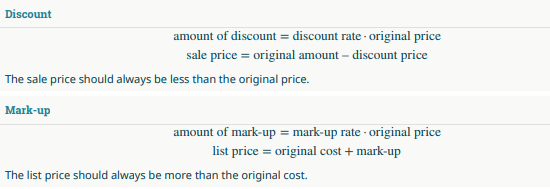 Discount
amount of discount = discount rate · original price
sale price = original amount – discount price
The sale price should always be less than the original price.
Mark-up
amount of mark-up = mark-up rate · original price
list price = original cost + mark-up
The list price should always be more than the original cost.